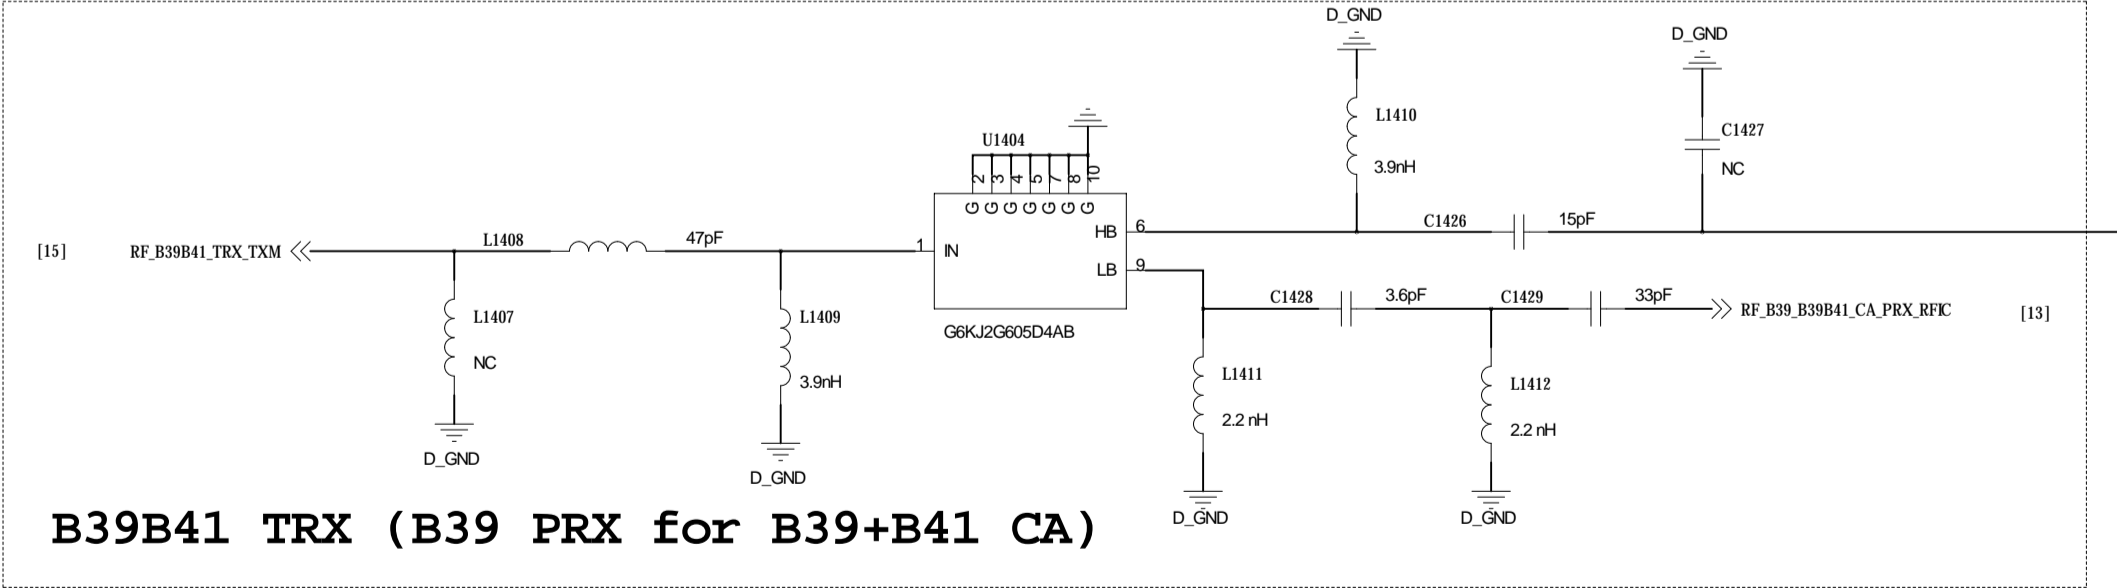 D_GND
D_GND
L1410
3.9nH
C1427
NC
U1404
2 3 4 5 7 8 10
G G G G G G G
[15] RF_B39B41_TRX_TXM
L1408 47pF
1 IN
HB 6
LB 9
G6KJ2G605D4AB
C1426 15pF
C1428 3.6pF
C1429 33pF
RF_B39_B39B41_CA_PRX_RFIC [13]
L1407
NC
D_GND
L1409
3.9nH
D_GND
L1411
2.2 nH
D_GND
L1412
2.2 nH
D_GND
B39B41 TRX (B39 PRX for B39+B41 CA)